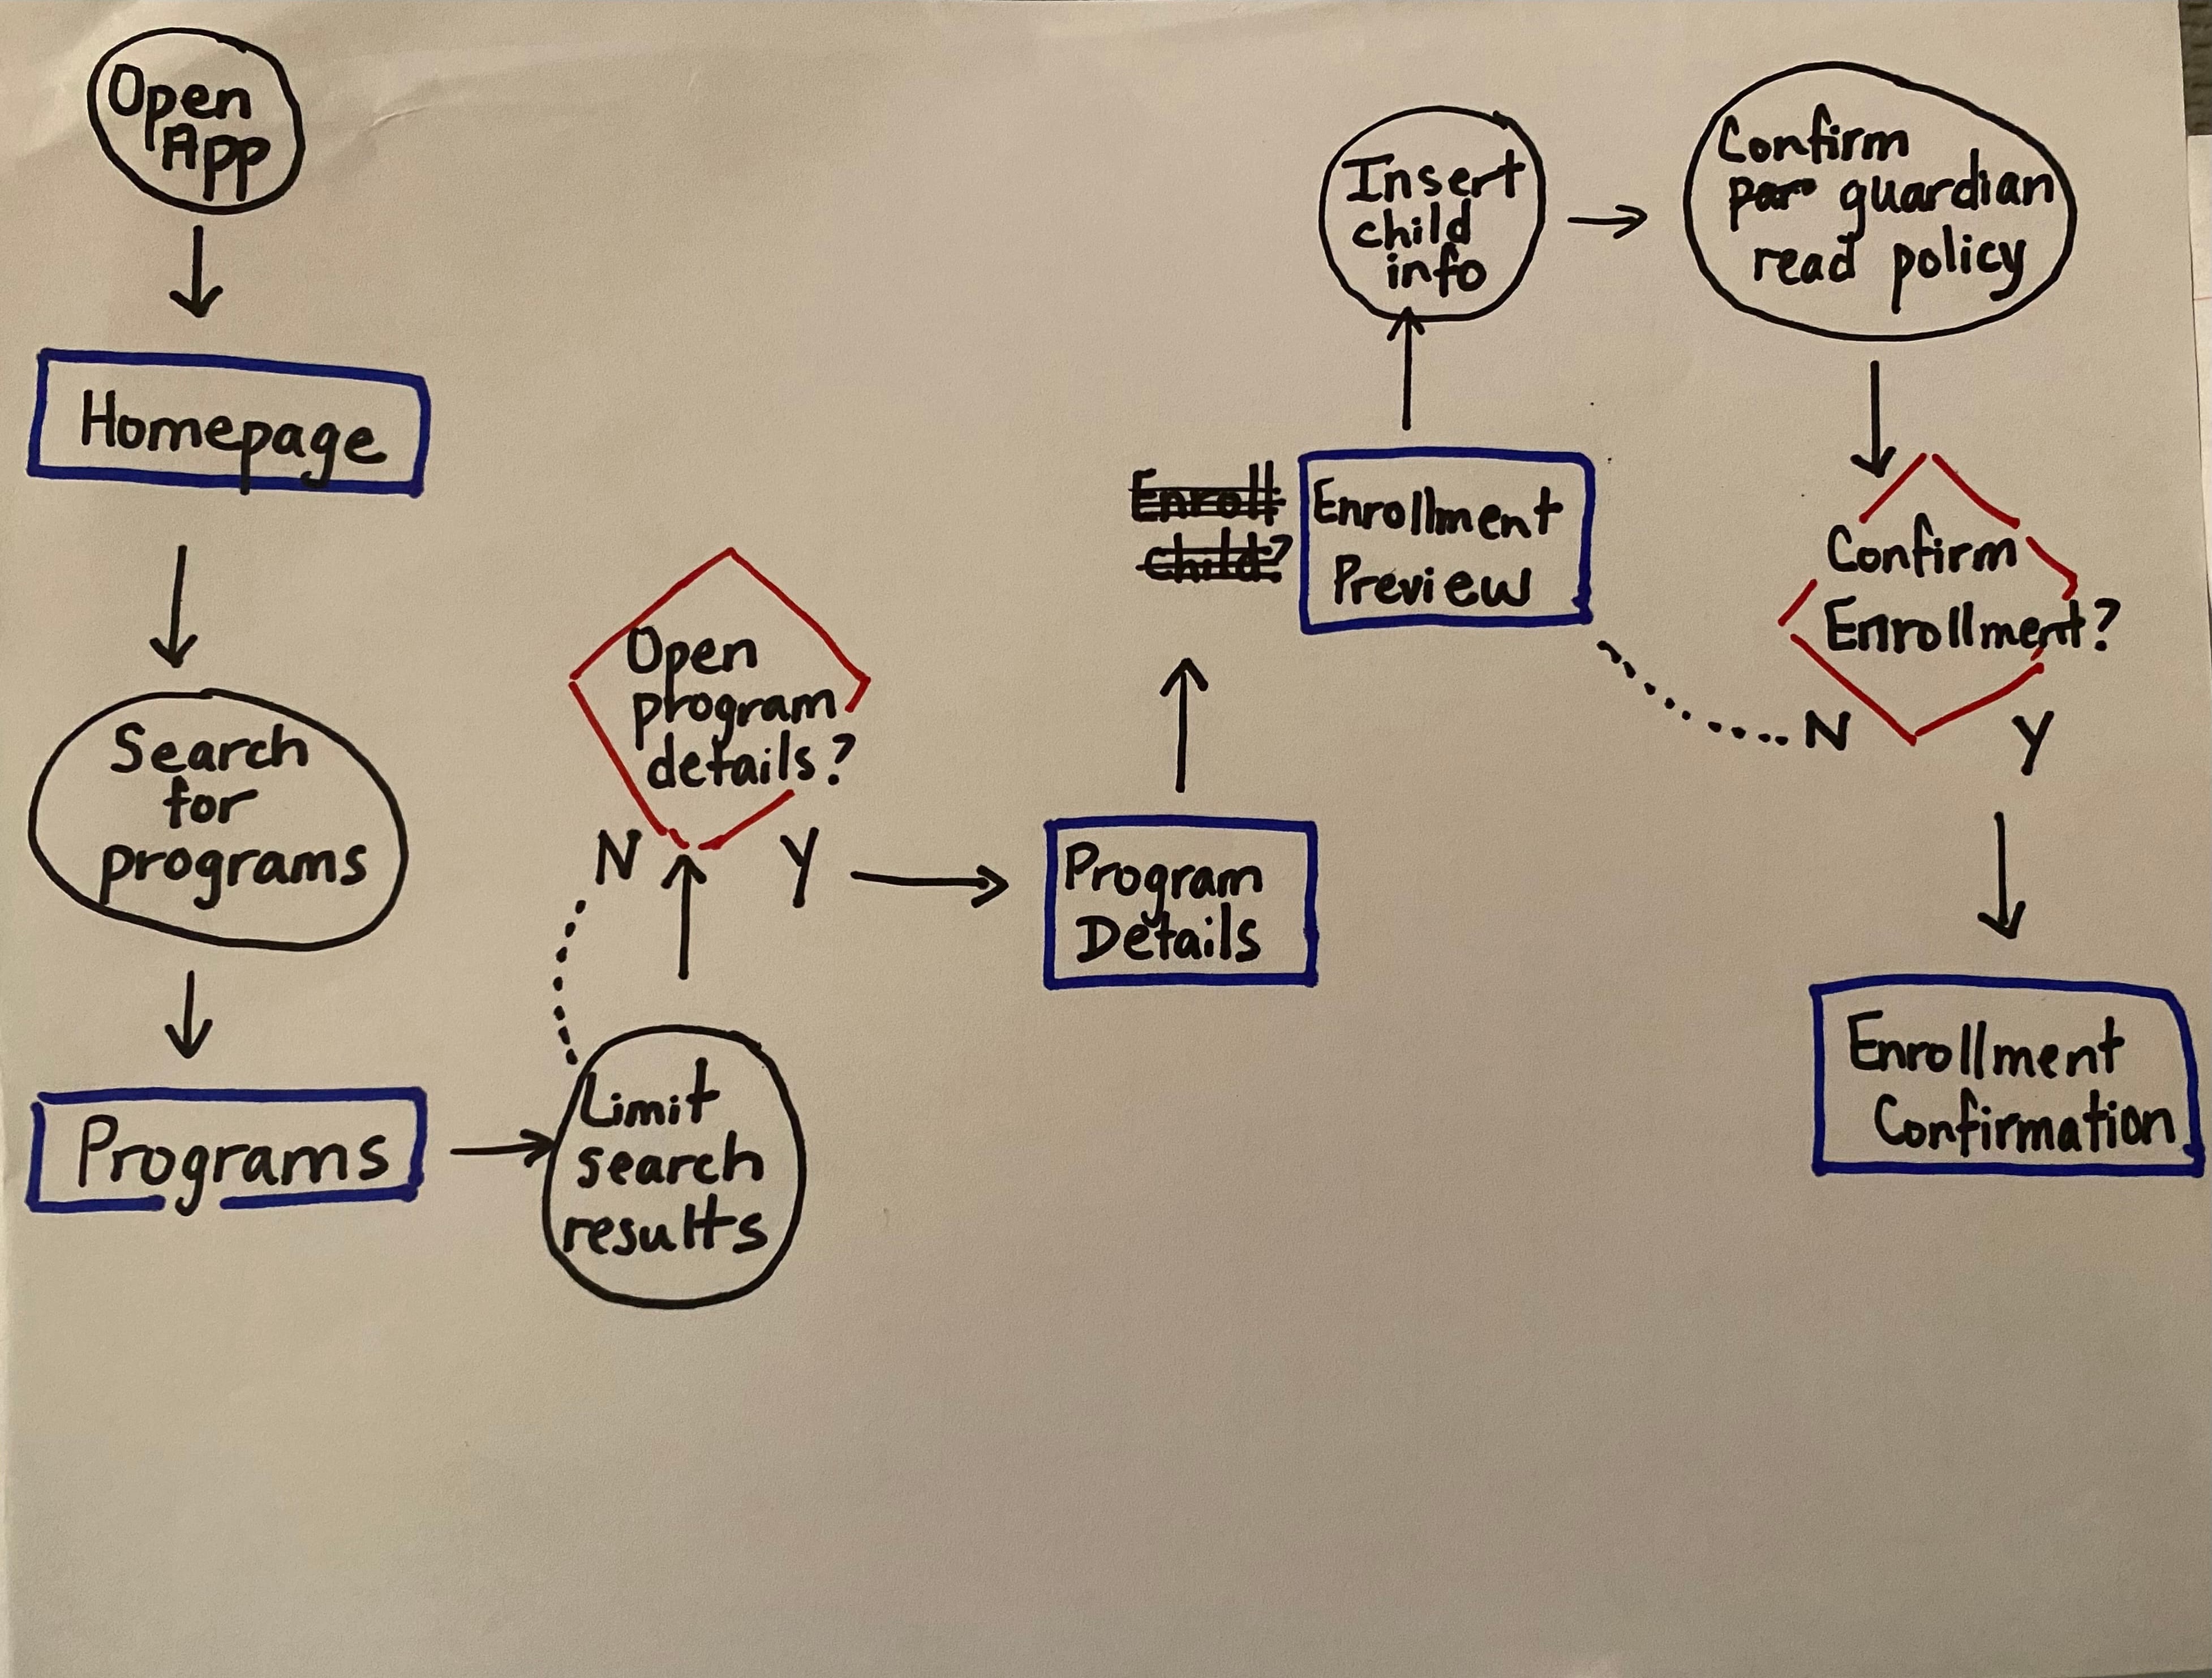 Open
App
Homepage
Search
for
programs
Programs
Limit
search
results
Open
program
details?
N
Y
Program
Details
Enroll
child?
Enrollment
Preview
Insert
child
info
Confirm
par guardian
read policy
Confirm
Enrollment?
N
Y
Enrollment
Confirmation